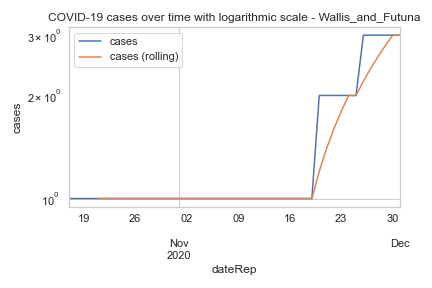 COVID-19 cases over time with logarithmic scale - Wallis_and_Futuna
cases
cases (rolling)
3 × 10⁰
2 × 10⁰
10⁰
cases
19 26 02 09 16 23 30
Nov Dec
2020
dateRep